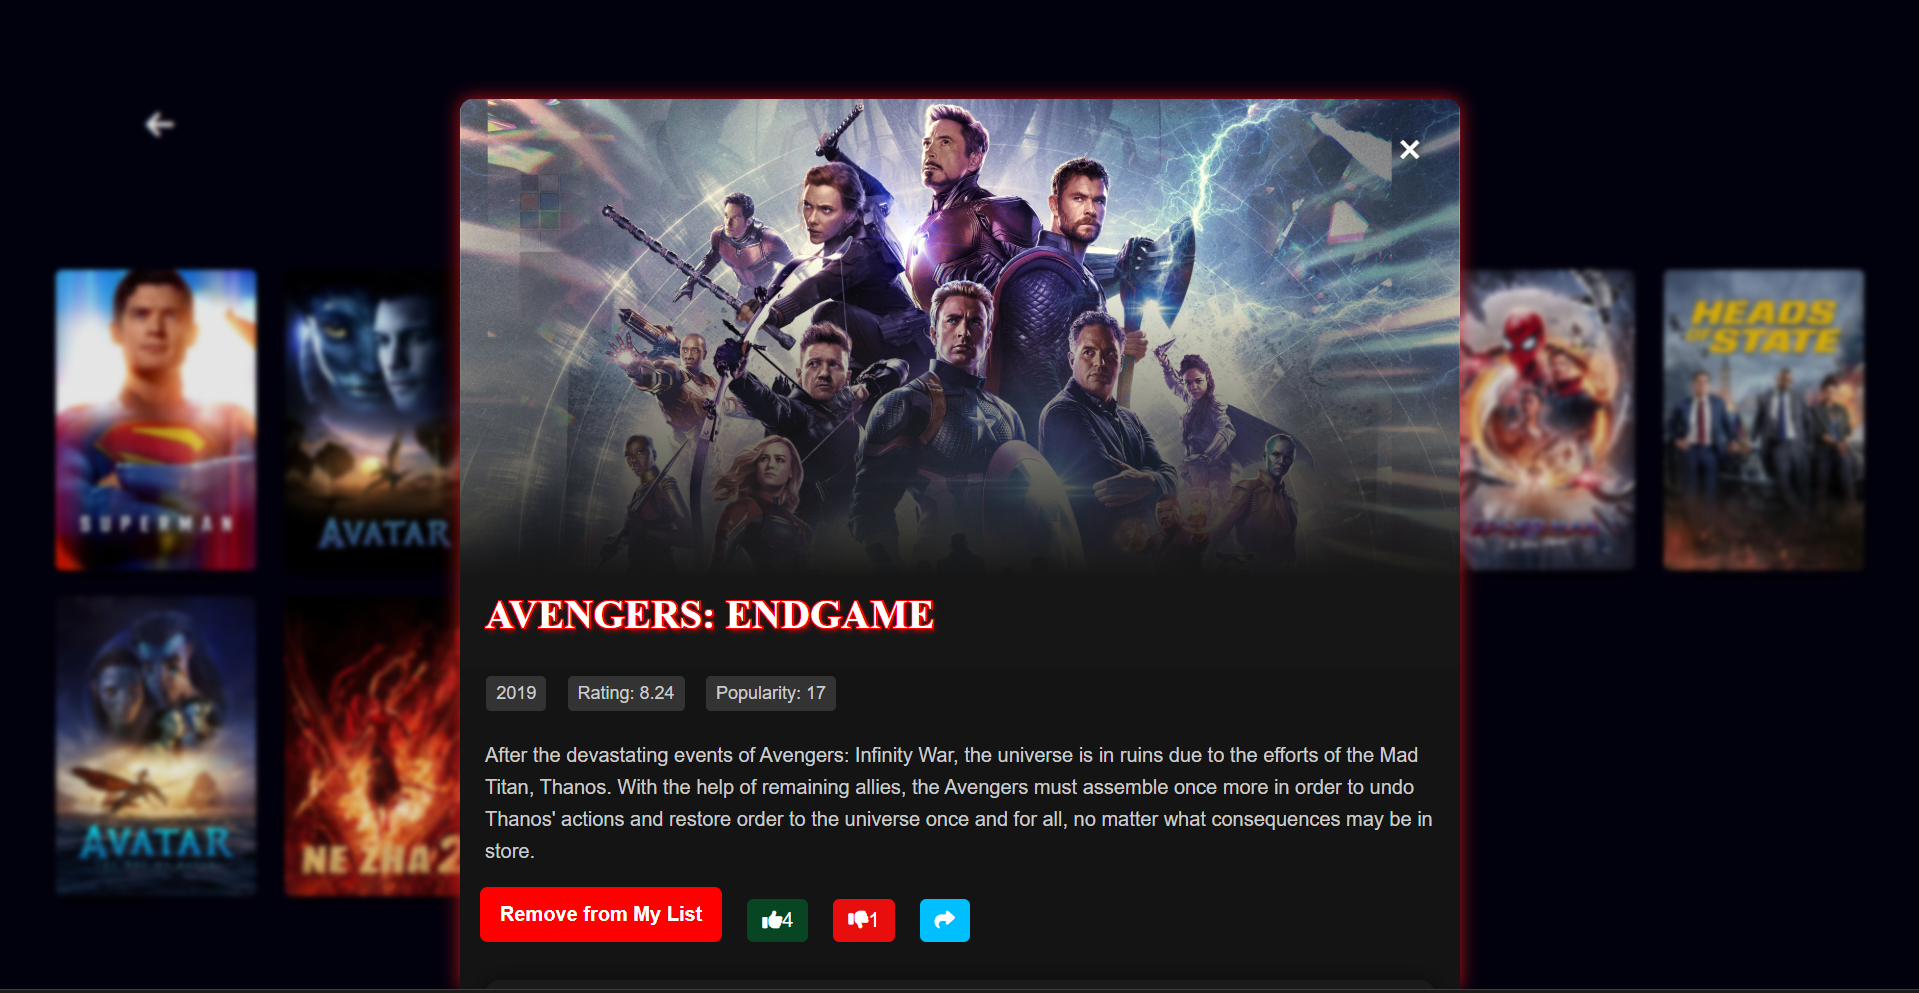 SUPERMAN
AVATAR
HEADS
OF STATE
AVATAR
NE ZHA 2
AVENGERS: ENDGAME
2019
Rating: 8.24
Popularity: 17
After the devastating events of Avengers: Infinity War, the universe is in ruins due to the efforts of the Mad
Titan, Thanos. With the help of remaining allies, the Avengers must assemble once more in order to undo
Thanos' actions and restore order to the universe once and for all, no matter what consequences may be in
store.
Remove from My List
4
1